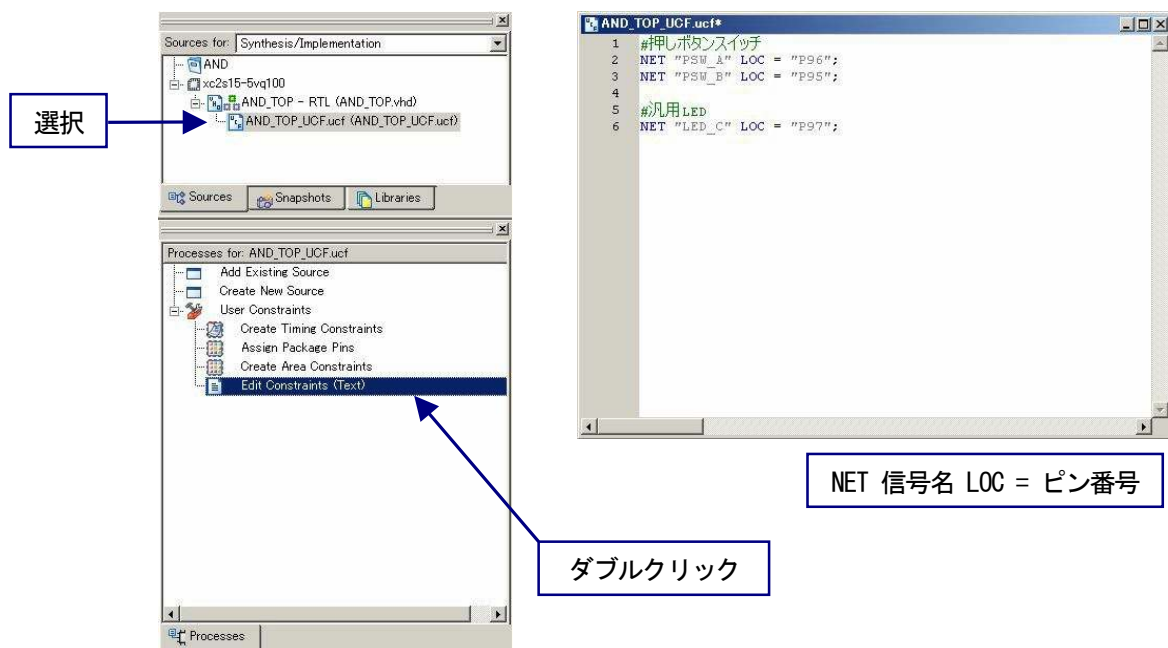 Sources for: Synthesis/Implementation
AND
xc2s15-5vq100
AND_TOP - RTL (AND_TOP.vhd)
AND_TOP_UCF.ucf (AND_TOP_UCF.ucf)
選択
Sources Snapshots Libraries
Processes for: AND_TOP_UCF.ucf
Add Existing Source
Create New Source
User Constraints
Create Timing Constraints
Assign Package Pins
Create Area Constraints
Edit Constraints (Text)
ダブルクリック
Processes
AND_TOP_UCF.ucf*
1 #押しボタンスイッチ
2 NET "PSW_A" LOC = "P96";
3 NET "PSW_B" LOC = "P95";
4
5 #汎用LED
6 NET "LED_C" LOC = "P97";
NET 信号名 LOC = ピン番号